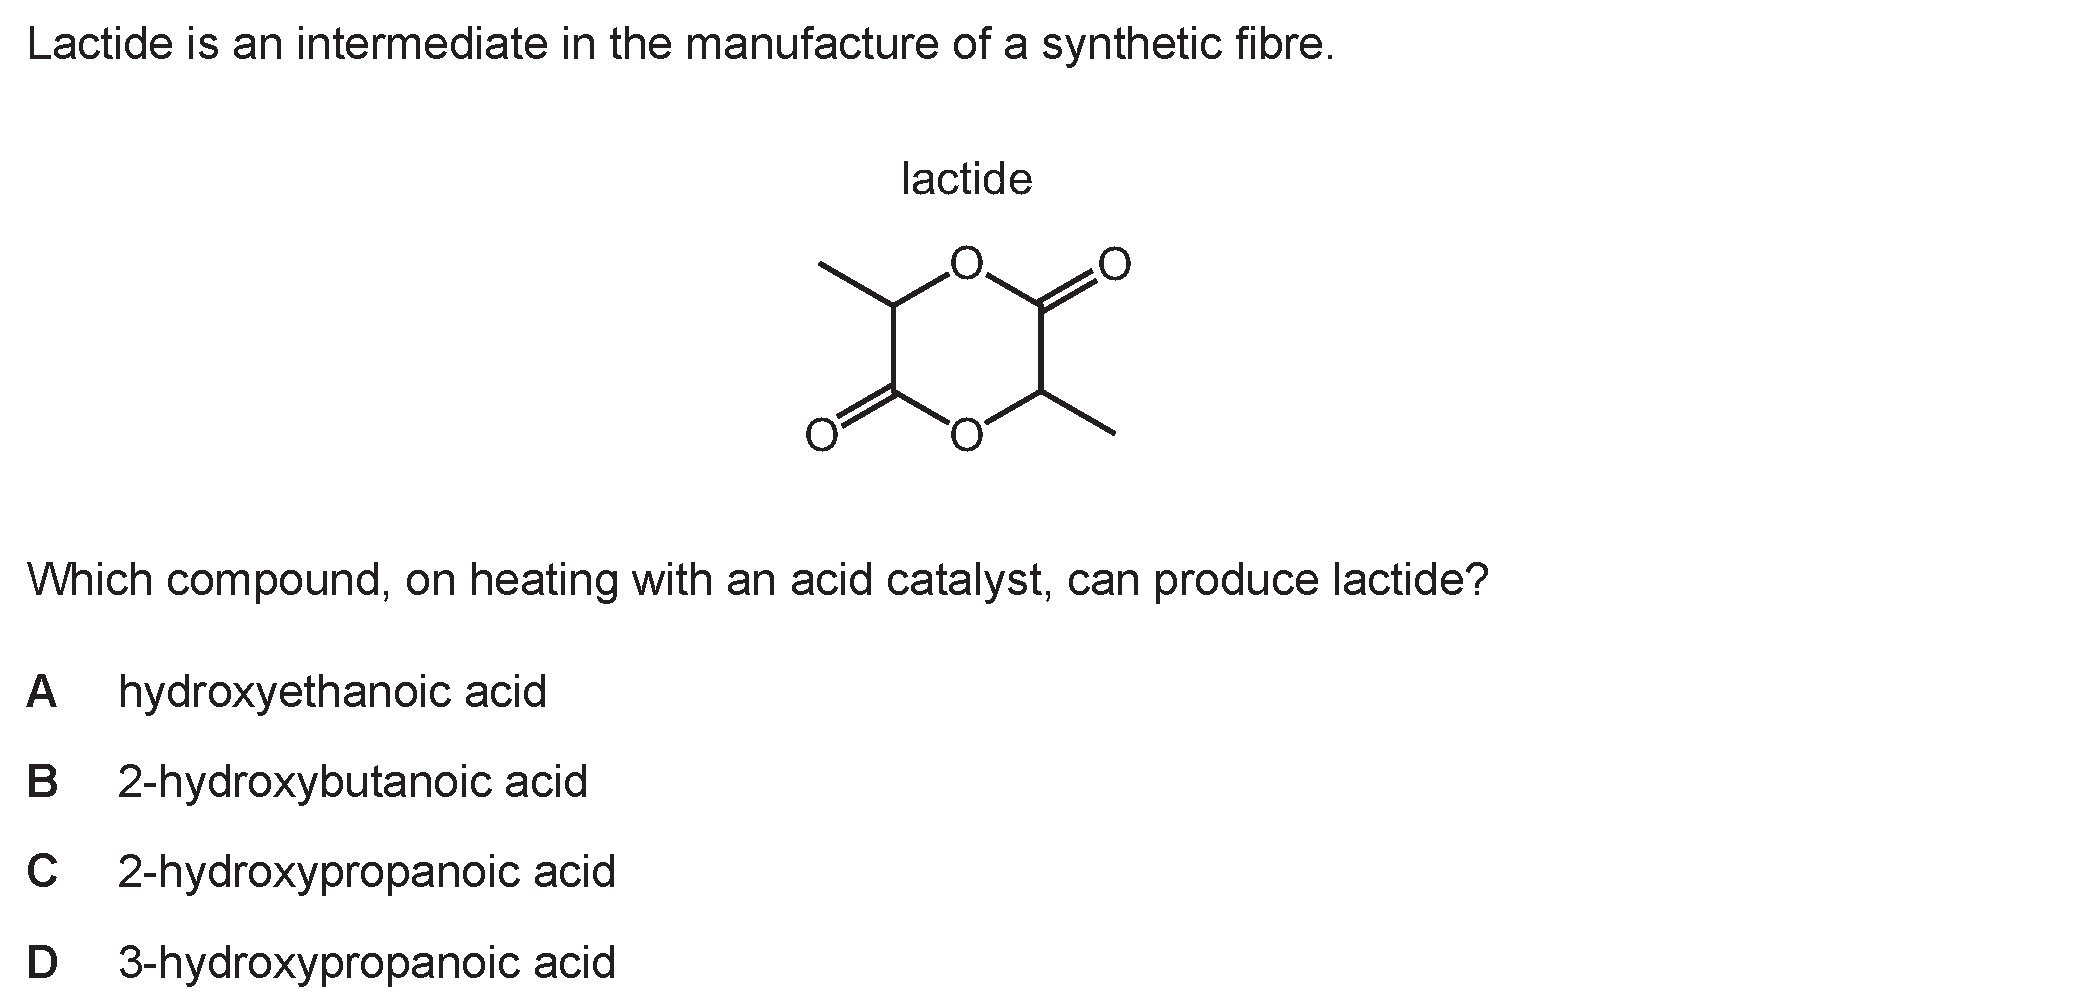 Lactide is an intermediate in the manufacture of a synthetic fibre.
lactide
O O
O O
Which compound, on heating with an acid catalyst, can produce lactide?
A hydroxyethanoic acid
B 2-hydroxybutanoic acid
C 2-hydroxypropanoic acid
D 3-hydroxypropanoic acid